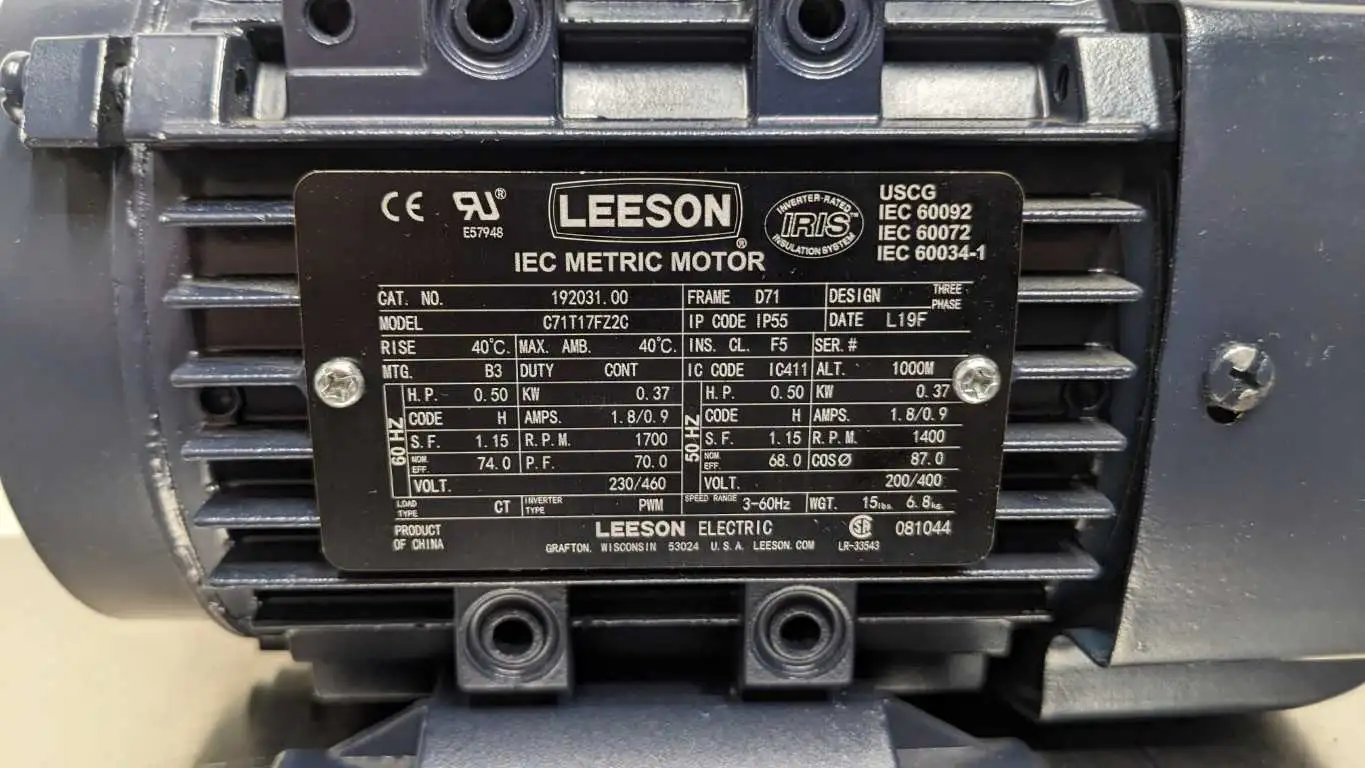 CE RU® E57948 LEESON® INVERTER-RATED IRIS™ INSULATION SYSTEM USCG
IEC 60092
IEC 60072
IEC 60034-1
IEC METRIC MOTOR
CAT. NO. 192031.00 FRAME D71 DESIGN THREE PHASE
MODEL C71T17FZ2C IP CODE IP55 DATE L19F
RISE 40°C. MAX. AMB. 40°C. INS. CL. F5 SER.#
MTG. B3 DUTY CONT IC CODE IC411 ALT. 1000M
60 HZ H.P. 0.50 KW 0.37 50 HZ H.P. 0.50 KW 0.37
CODE H AMPS. 1.8/0.9 CODE H AMPS. 1.8/0.9
S.F. 1.15 R.P.M. 1700 S.F. 1.15 R.P.M. 1400
NOM. EFF. 74.0 P.F. 70.0 NOM. EFF. 68.0 COSØ 87.0
VOLT. 230/460 VOLT. 200/400
LOAD TYPE CT INVERTER TYPE PWM SPEED RANGE 3-60Hz WGT. 15lbs. 6.8kg.
PRODUCT OF CHINA LEESON ELECTRIC SA 081044
GRAFTON, WISCONSIN 53024 U.S.A. LEESON.COM LR-33543